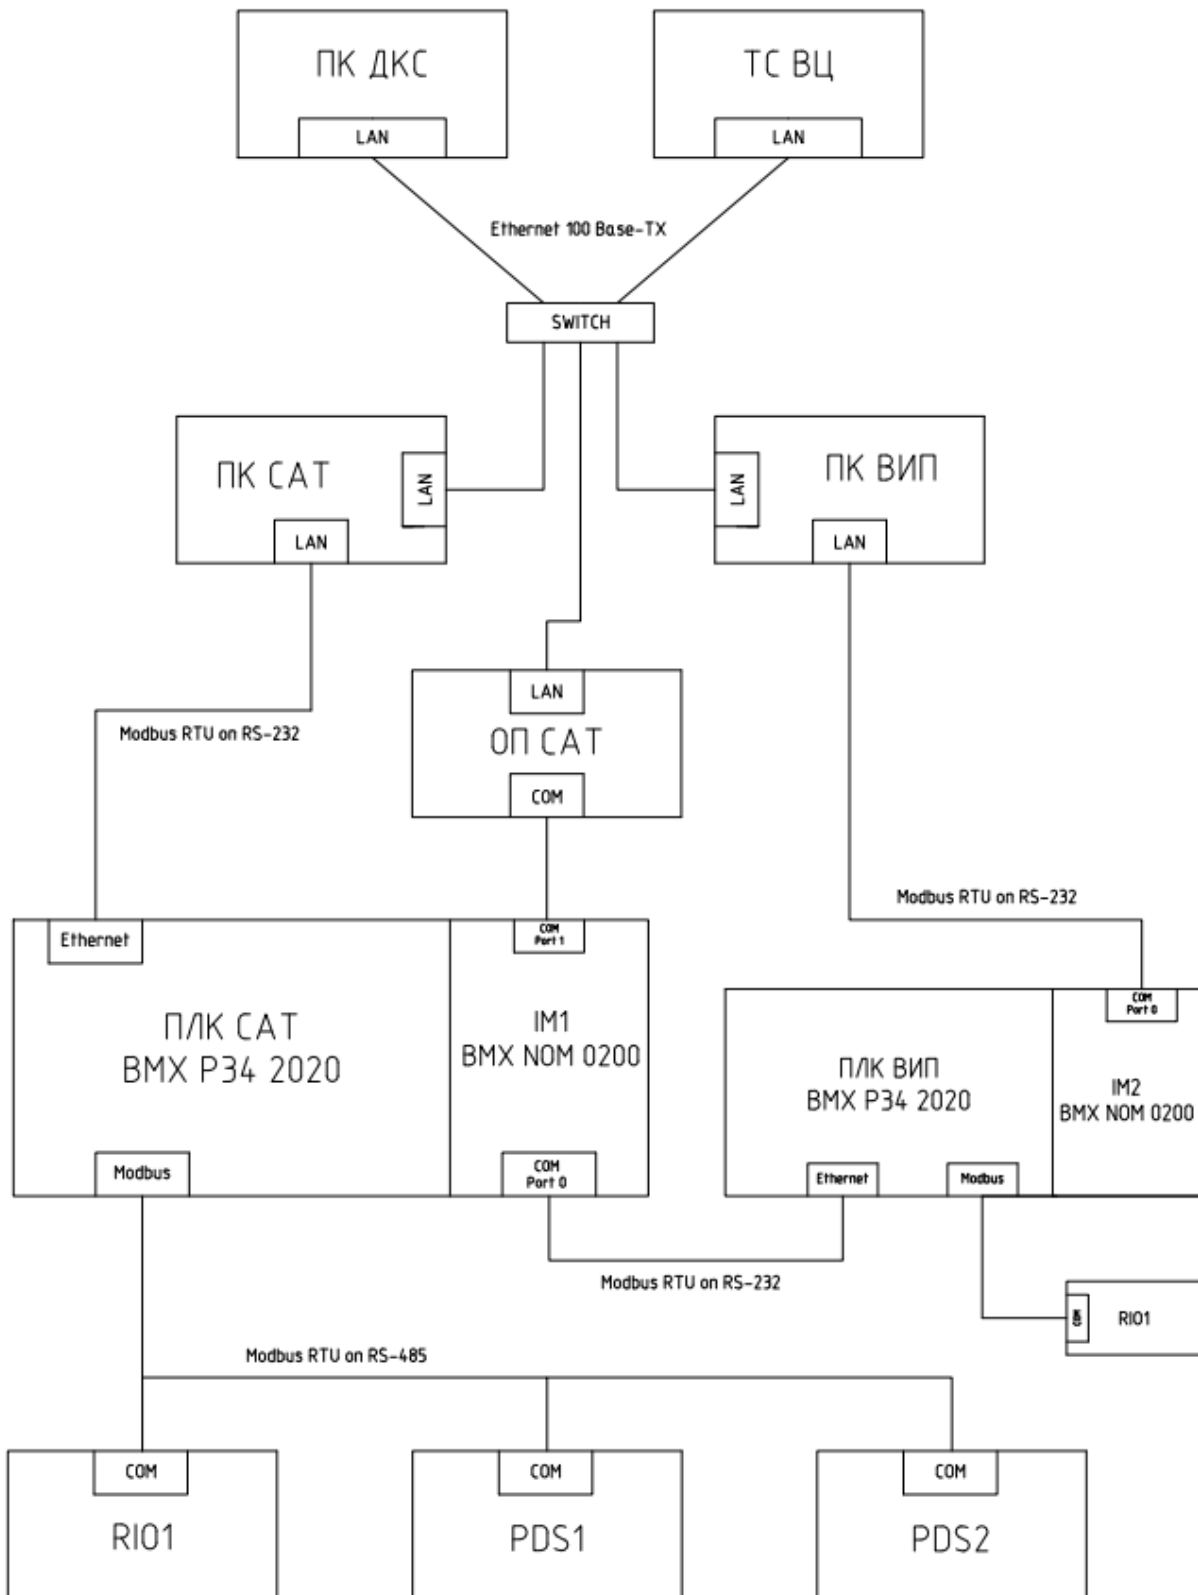 ПК ДКС
ТС ВЦ
LAN
LAN
Ethernet 100 Base-TX
SWITCH
ПК САТ
LAN
LAN
ПК ВИП
LAN
LAN
LAN
ОП САТ
COM
Modbus RTU on RS-232
Modbus RTU on RS-232
Ethernet
COM
Port 1
ПЛК САТ
BMX P34 2020
IM1
BMX NOM 0200
Modbus
COM
Port 0
COM
Port 0
ПЛК ВИП
BMX P34 2020
IM2
BMX NOM 0200
Ethernet
Modbus
Modbus RTU on RS-232
COM
RIO1
Modbus RTU on RS-485
COM
RIO1
COM
PDS1
COM
PDS2